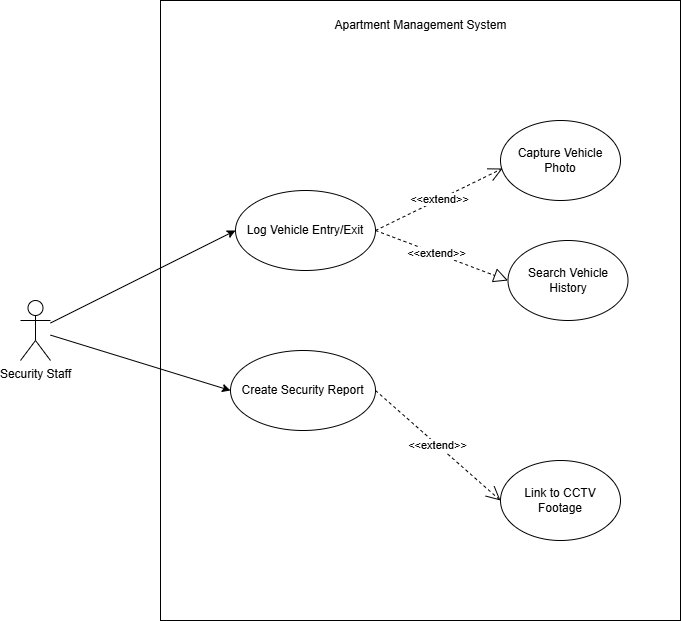 Apartment Management System
Capture Vehicle
Photo
<<extend>>
Log Vehicle Entry/Exit
<<extend>>
Search Vehicle
History
Security Staff
Create Security Report
<<extend>>
Link to CCTV
Footage